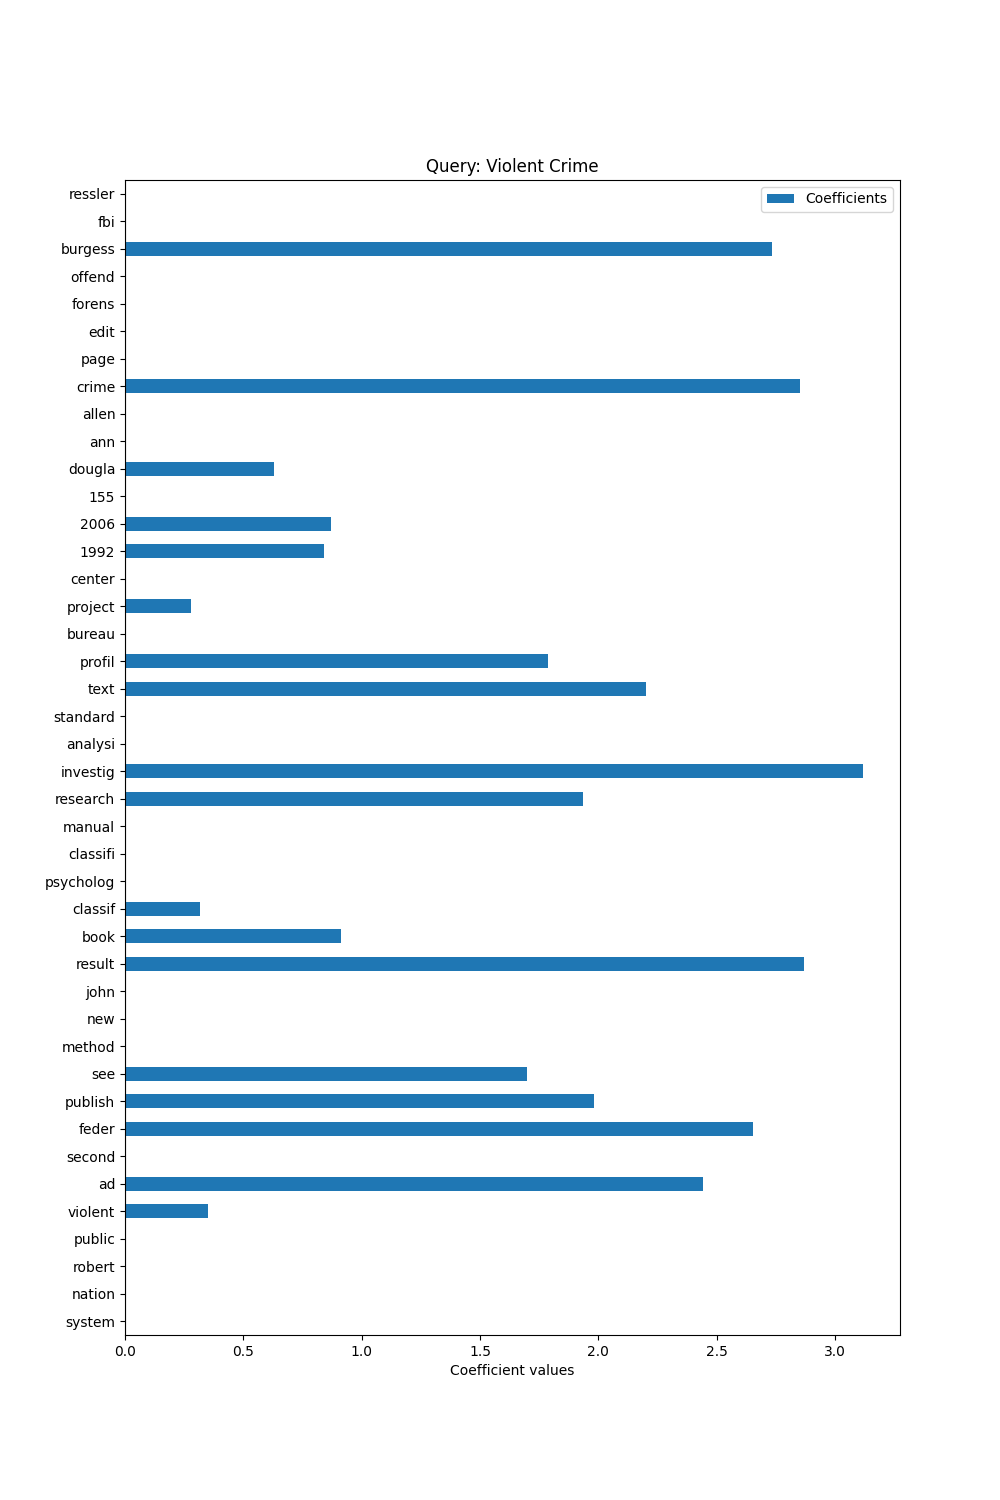 Query: Violent Crime
Coefficients
ressler
fbi
burgess
offend
forens
edit
page
crime
allen
ann
dougla
155
2006
1992
center
project
bureau
profil
text
standard
analysi
investig
research
manual
classifi
psycholog
classif
book
result
john
new
method
see
publish
feder
second
ad
violent
public
robert
nation
system
0.0 0.5 1.0 1.5 2.0 2.5 3.0
Coefficient values